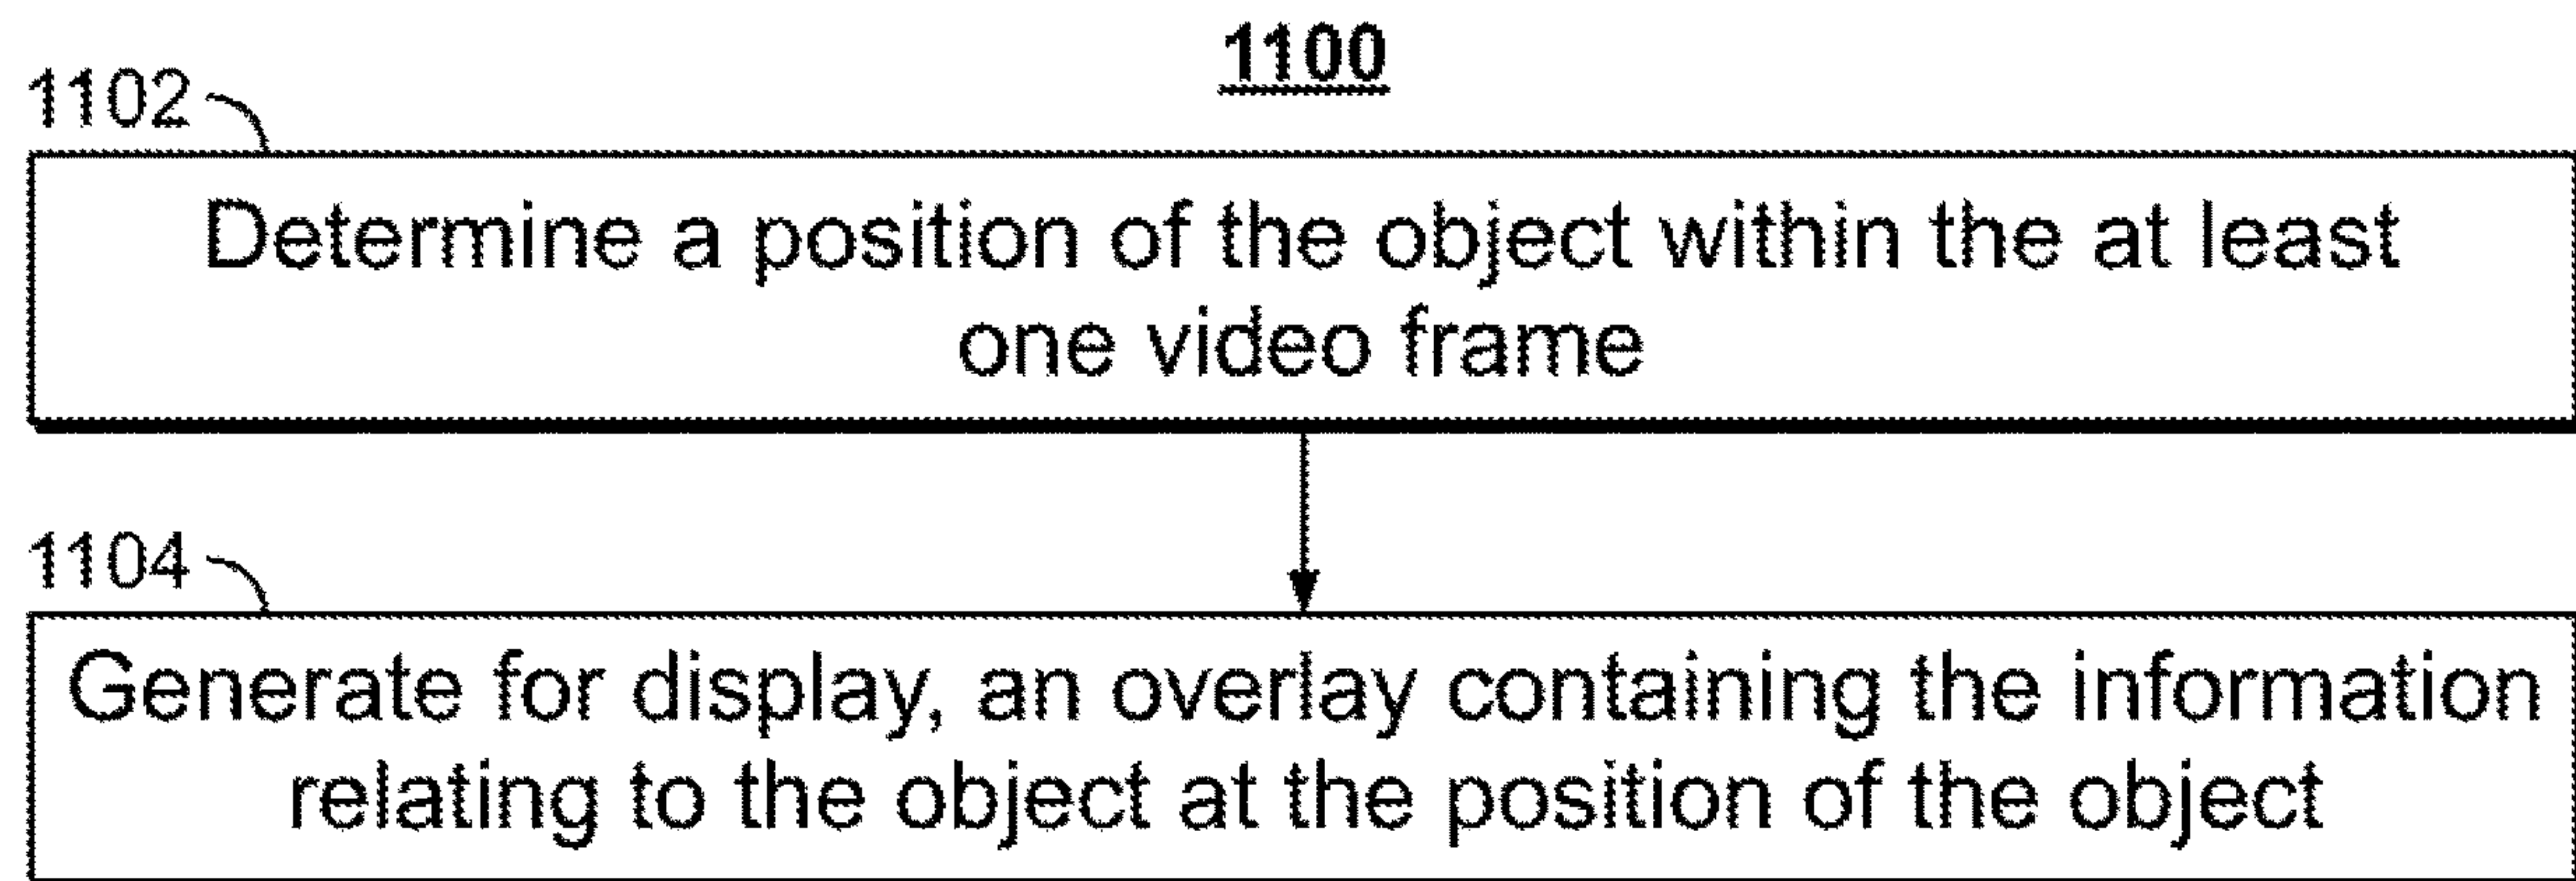 1100
1102
Determine a position of the object within the at least
one video frame
1104
Generate for display, an overlay containing the information
relating to the object at the position of the object